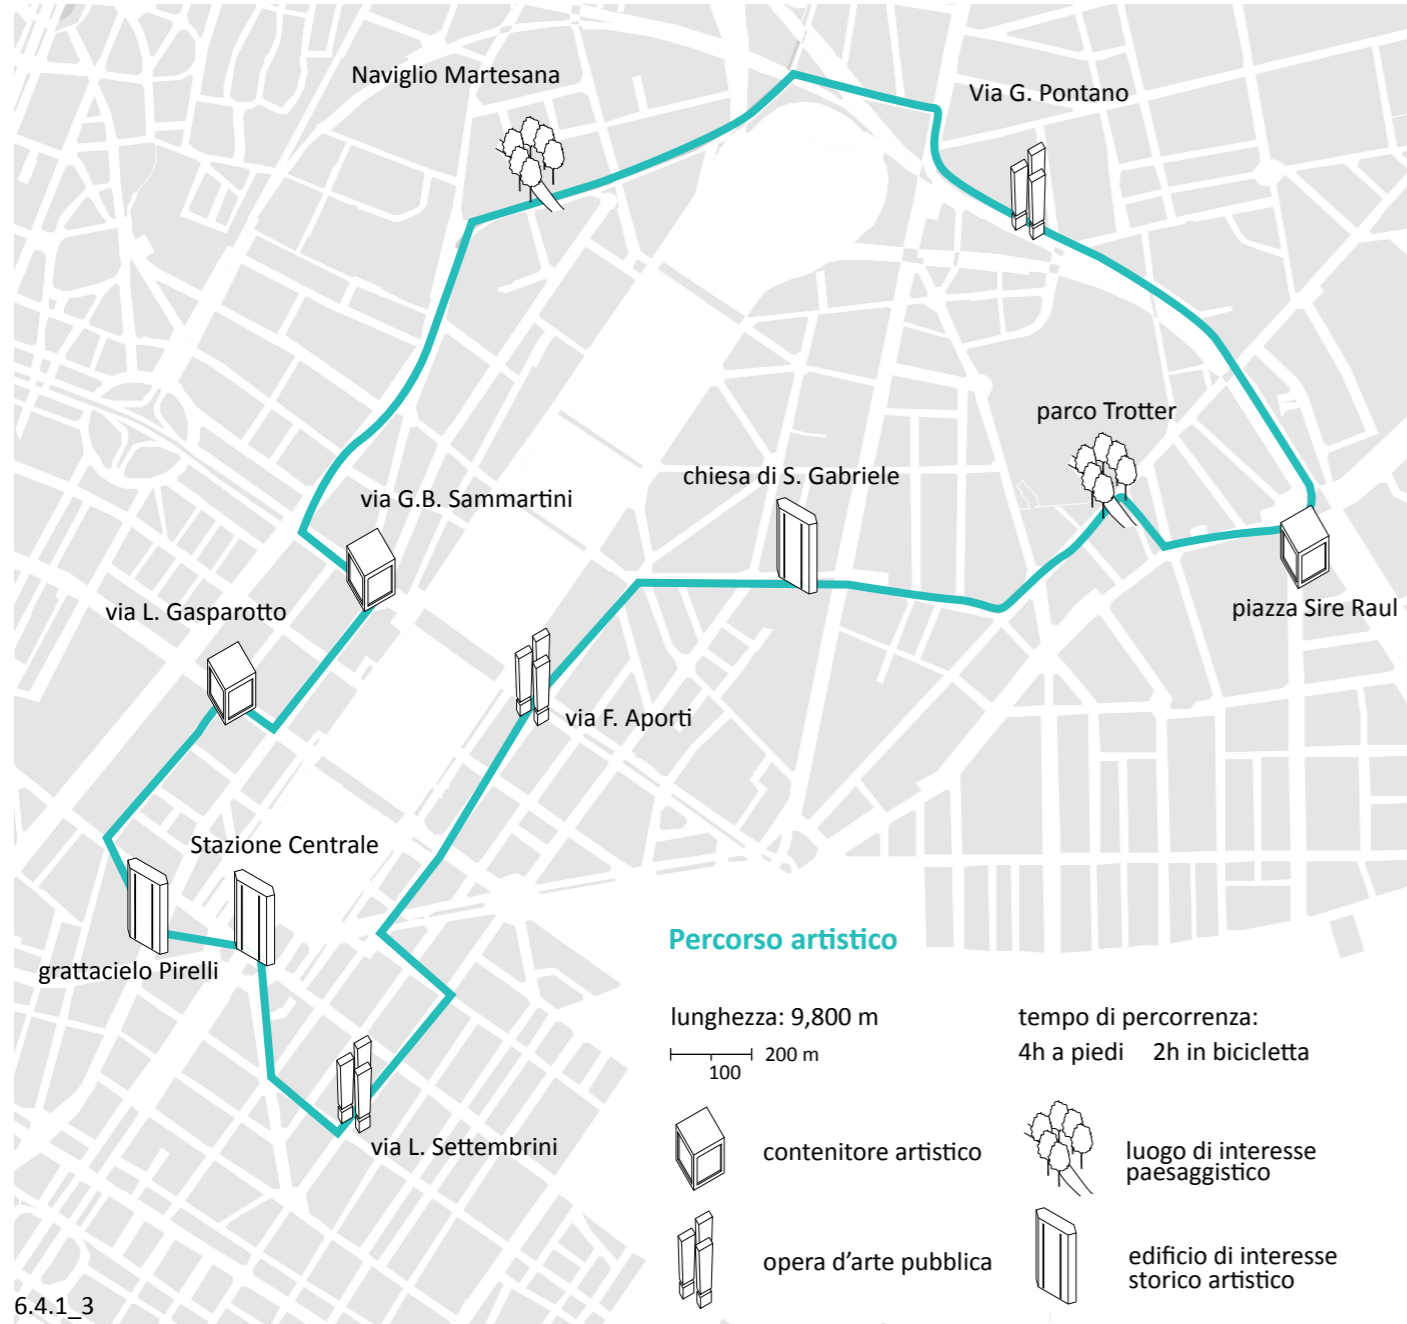 Naviglio Martesana
Via G. Pontano
parco Trotter
chiesa di S. Gabriele
via G.B. Sammartini
via L. Gasparotto
piazza Sire Raul
via F. Aporti
Stazione Centrale
grattacielo Pirelli
via L. Settembrini
Percorso artistico
lunghezza: 9,800 m
200 m
100
tempo di percorrenza:
4h a piedi 2h in bicicletta
contenitore artistico
luogo di interesse
paesaggistico
opera d'arte pubblica
edificio di interesse
storico artistico
6.4.1_3